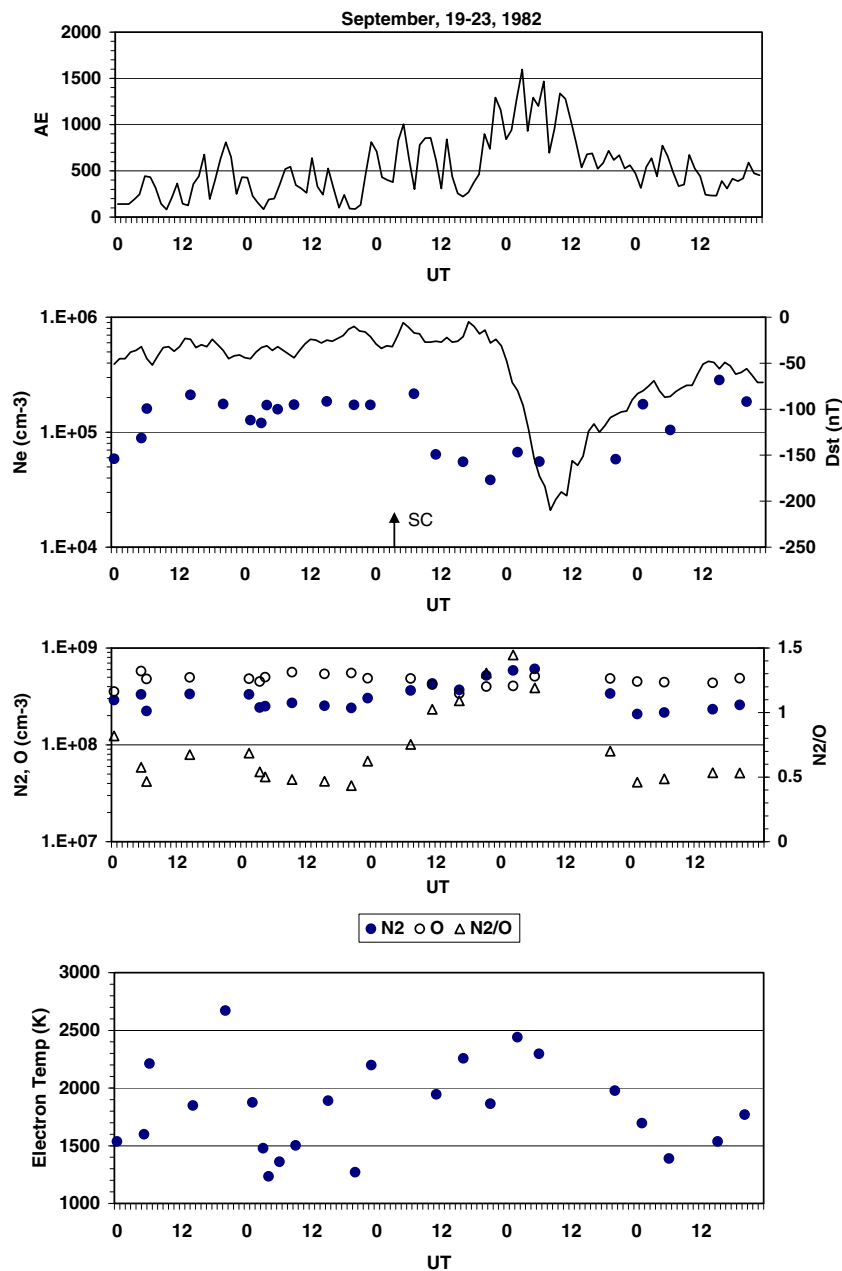 September, 19-23, 1982
2000
1500
1000
500
0
AE
0 12 0 12 0 12 0 12 0 12
UT
1.E+06
1.E+05
1.E+04
Ne (cm-3)
0
-50
-100
-150
-200
-250
Dst (nT)
SC
0 12 0 12 0 12 0 12 0 12
UT
1.E+09
1.E+08
1.E+07
N2, O (cm-3)
1.5
1
0.5
0
N2/O
0 12 0 12 0 12 0 12 0 12
UT
N2 O N2/O
3000
2500
2000
1500
1000
Electron Temp (K)
0 12 0 12 0 12 0 12 0 12
UT